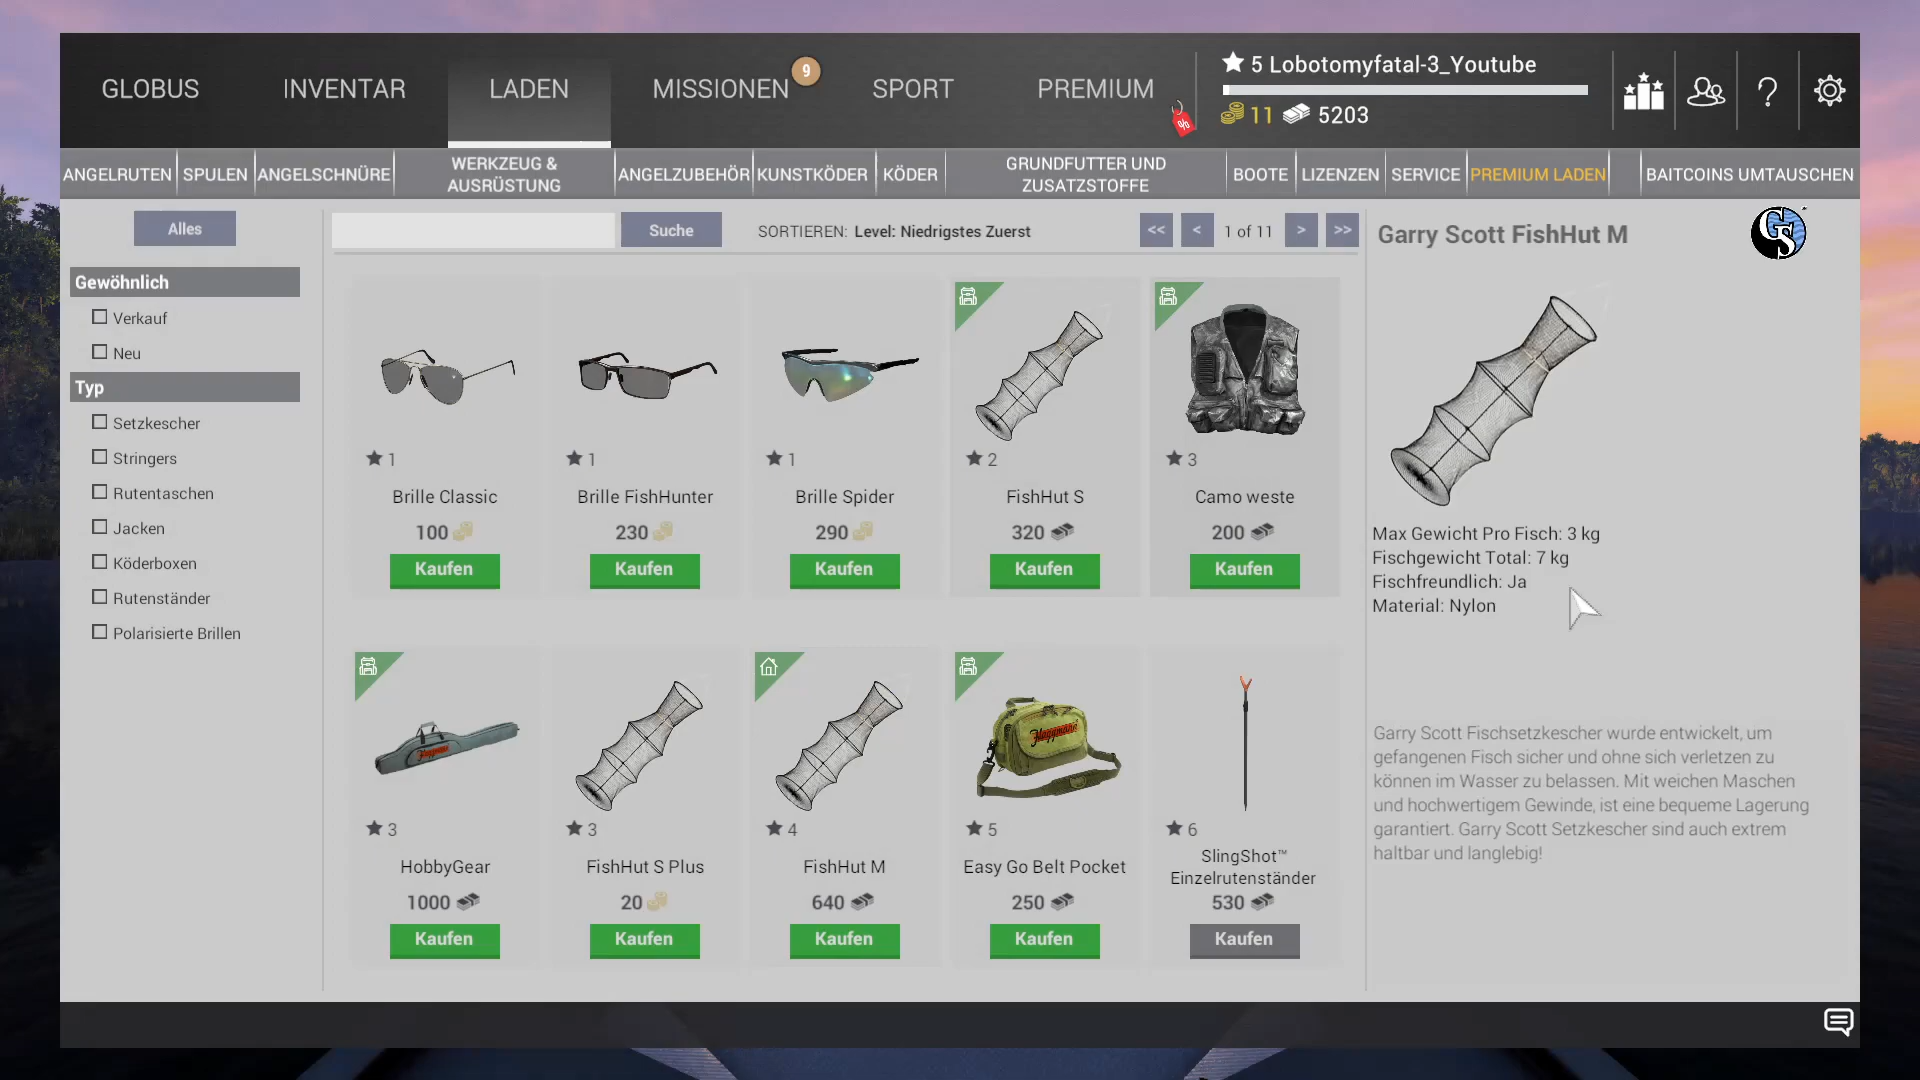 GLOBUS
INVENTAR
LADEN
MISSIONEN
9
SPORT
PREMIUM
%
5 Lobotomyfatal-3_Youtube
11 5203
?
ANGELRUTEN
SPULEN
ANGELSCHNÜRE
WERKZEUG &
AUSRÜSTUNG
ANGELZUBEHÖR
KUNSTKÖDER
KÖDER
GRUNDFUTTER UND
ZUSATZSTOFFE
BOOTE
LIZENZEN
SERVICE
PREMIUM LADEN
BAITCOINS UMTAUSCHEN
Alles
Gewöhnlich
Verkauf
Neu
Typ
Setzkescher
Stringers
Rutentaschen
Jacken
Köderboxen
Rutenständer
Polarisierte Brillen
Suche
SORTIEREN: Level: Niedrigstes Zuerst
<< < 1 of 11 > >>
1
Brille Classic
100
Kaufen
1
Brille FishHunter
230
Kaufen
1
Brille Spider
290
Kaufen
2
FishHut S
320
Kaufen
3
Camo weste
200
Kaufen
Flagman
3
HobbyGear
1000
Kaufen
3
FishHut S Plus
20
Kaufen
4
FishHut M
640
Kaufen
5
Easy Go Belt Pocket
250
Kaufen
6
SlingShot™
Einzelrutenständer
530
Kaufen
Garry Scott FishHut M
GS
Max Gewicht Pro Fisch: 3 kg
Fischgewicht Total: 7 kg
Fischfreundlich: Ja
Material: Nylon
Garry Scott Fischsetzkescher wurde entwickelt, um
gefangenen Fisch sicher und ohne sich verletzen zu
können im Wasser zu belassen. Mit weichen Maschen
und hochwertigem Gewinde, ist eine bequeme Lagerung
garantiert. Garry Scott Setzkescher sind auch extrem
haltbar und langlebig!